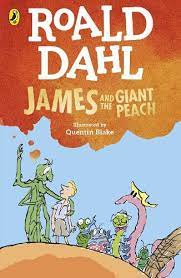 ROALD
DAHL
JAMES AND THE GIANT
PEACH
Illustrated by
Quentin Blake